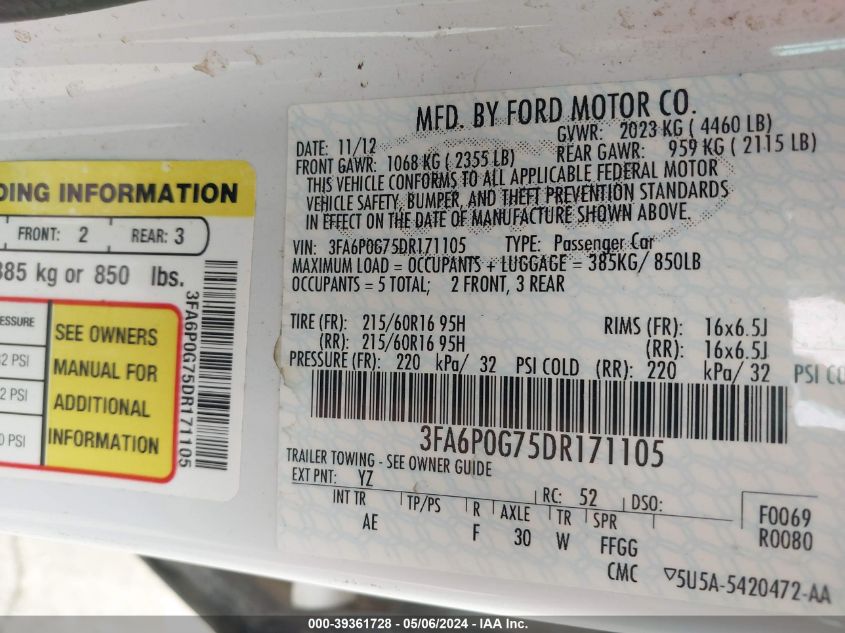 DING INFORMATION
FRONT: 2 REAR: 3
385 kg or 850 lbs.
ESSURE
2 PSI
2 PSI
0 PSI
SEE OWNERS
MANUAL FOR
ADDITIONAL
INFORMATION
3FA6P0G75DR171105
MFD. BY FORD MOTOR CO.
DATE: 11/12 GVWR: 2023 KG ( 4460 LB)
FRONT GAWR: 1068 KG ( 2355 LB) REAR GAWR: 959 KG ( 2115 LB)
THIS VEHICLE CONFORMS TO ALL APPLICABLE FEDERAL MOTOR
VEHICLE SAFETY, BUMPER, AND THEFT PREVENTION STANDARDS
IN EFFECT ON THE DATE OF MANUFACTURE SHOWN ABOVE.
VIN: 3FA6P0G75DR171105 TYPE: Passenger Car
MAXIMUM LOAD = OCCUPANTS + LUGGAGE = 385KG/ 850LB
OCCUPANTS = 5 TOTAL; 2 FRONT, 3 REAR
TIRE (FR): 215/60R16 95H RIMS (FR): 16x6.5J
(RR): 215/60R16 95H (RR): 16x6.5J
PRESSURE (FR): 220 kPa/ 32 PSI COLD (RR): 220 kPa/ 32 PSI CO
3FA6P0G75DR171105
TRAILER TOWING - SEE OWNER GUIDE
EXT PNT: YZ RC: 52 DSO:
INT TR TP/PS R AXLE TR SPR F0069
AE F 30 W FFGG R0080
CMC ▽5U5A-5420472-AA
000-39361728 - 05/06/2024 - IAA Inc.